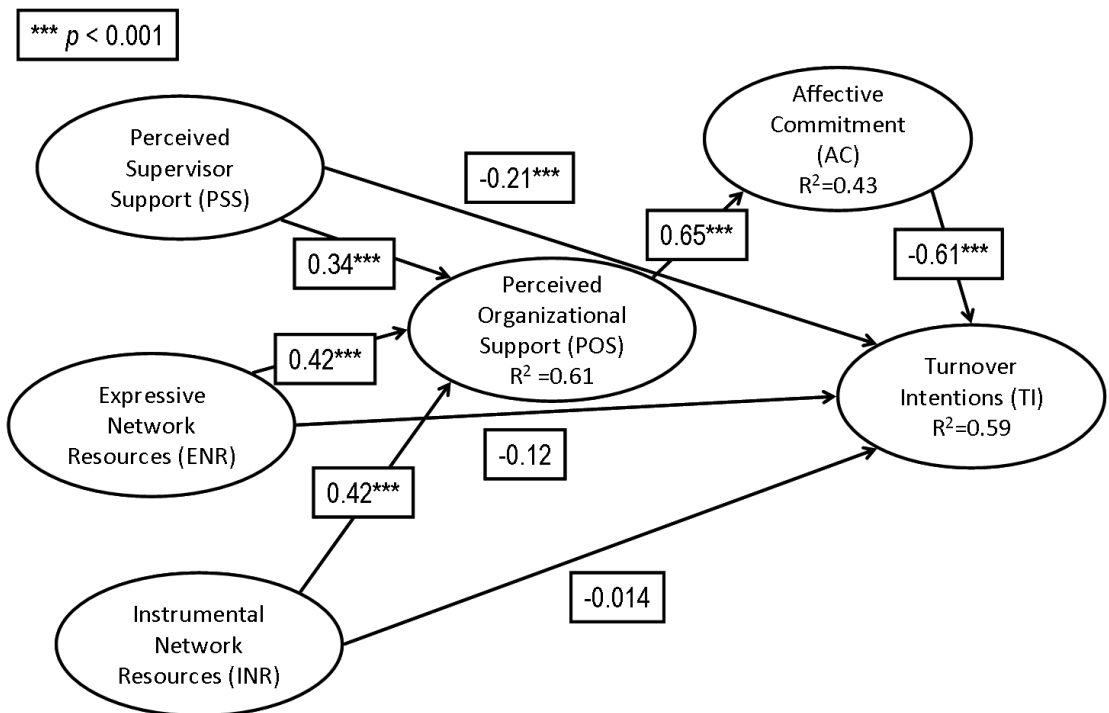 *** p < 0.001
Perceived
Supervisor
Support (PSS)
-0.21***
Affective
Commitment
(AC)
R²=0.43
0.34***
0.65***
-0.61***
Perceived
Organizational
Support (POS)
R² =0.61
0.42***
Expressive
Network
Resources (ENR)
-0.12
Turnover
Intentions (TI)
R²=0.59
0.42***
-0.014
Instrumental
Network
Resources (INR)